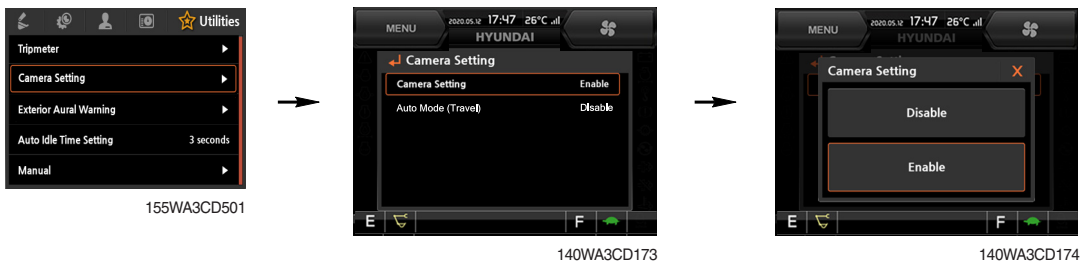 Utilities
Tripmeter
Camera Setting
Exterior Aural Warning
Auto Idle Time Setting 3 seconds
Manual
155WA3CD501
MENU 2020.05.12 17:47 26°C
HYUNDAI
Camera Setting
Camera Setting Enable
Auto Mode (Travel) DIsable
E F
140WA3CD173
MENU 2020.05.12 17:47 26°C
HYUNDAI
Camera Setting X
Disable
Enable
E F
140WA3CD174